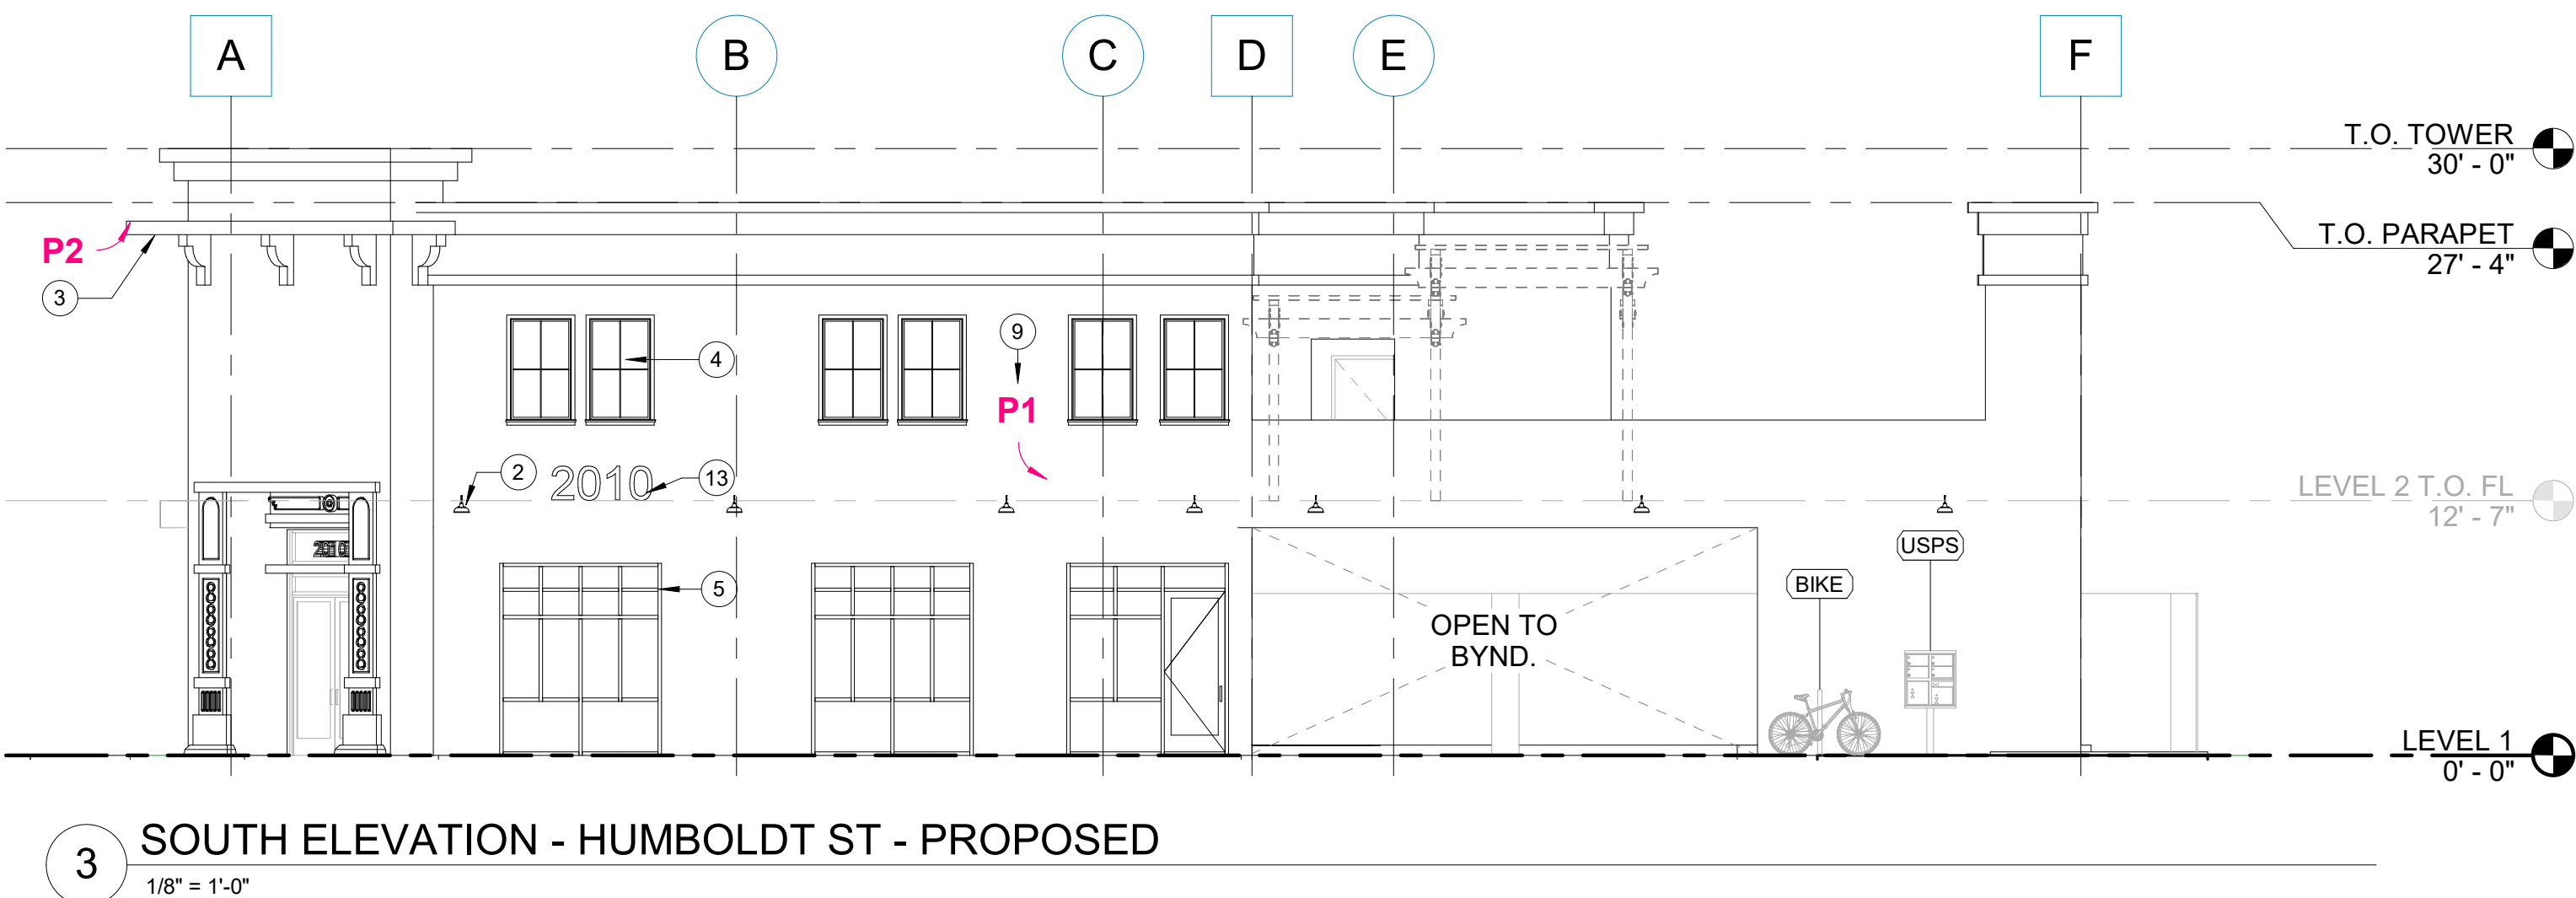 A B C D E F
T.O. TOWER
30' - 0"
P2
T.O. PARAPET
27' - 4"
3
9
4
P1
2
2010
13
LEVEL 2 T.O. FL
12' - 7"
2010
USPS
5
BIKE
OPEN TO
BYND.
LEVEL 1
0' - 0"
3
SOUTH ELEVATION - HUMBOLDT ST - PROPOSED
1/8" = 1'-0"